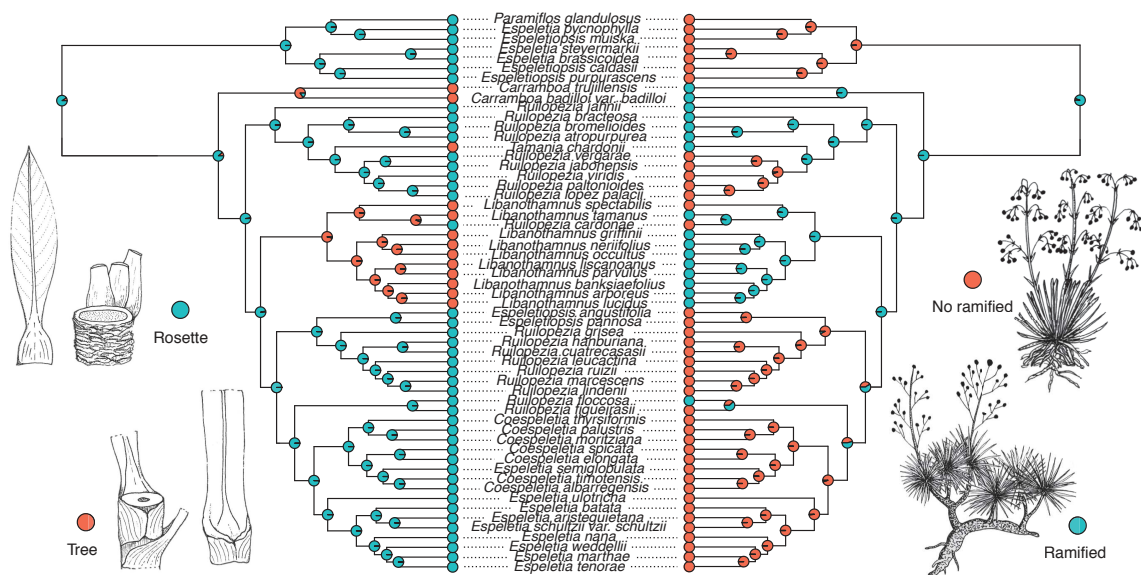 Paramiflos glandulosus
Espeletia pycnophylla
Espeletiopsis muiska
Espeletia steyermarkii
Espeletia brassicoidea
Espeletiopsis caldasii
Espeletiopsis purpurascens
Carramboa trujillensis
Carramboa badilloi var. badilloi
Ruilopezia jahnii
Ruilopezia bracteosa
Ruilopezia bromelioides
Ruilopezia atropurpurea
Tamania chardonii
Ruilopezia vergarae
Ruilopezia jabonensis
Ruilopezia viridis
Ruilopezia paltonioides
Ruilopezia lopez palacii
Libanothamnus spectabilis
Libanothamnus tamanus
Ruilopezia cardonae
Libanothamnus griffinii
Libanothamnus neriifolius
Libanothamnus occultus
Libanothamnus liscanoanus
Libanothamnus parvulus
Libanothamnus banksiaefolius
Libanothamnus arboreus
Libanothamnus lucidus
Espeletiopsis angustifolia
Espeletiopsis pannosa
Ruilopezia grisea
Ruilopezia hanburiana
Ruilopezia cuatrecasasii
Ruilopezia leucactina
Ruilopezia ruizii
Ruilopezia marcescens
Ruilopezia lindenii
Ruilopezia floccosa
Ruilopezia figueirasii
Coespeletia thyrsiformis
Coespeletia palustris
Coespeletia moritziana
Coespeletia spicata
Coespeletia elongata
Espeletia semiglobulata
Coespeletia timotensis
Coespeletia albarregensis
Espeletia ulotricha
Espeletia batata
Espeletia aristeguietana
Espeletia schultzii var. schultzii
Espeletia nana
Espeletia weddellii
Espeletia marthae
Espeletia tenorae
Rosette
Tree
No ramified
Ramified